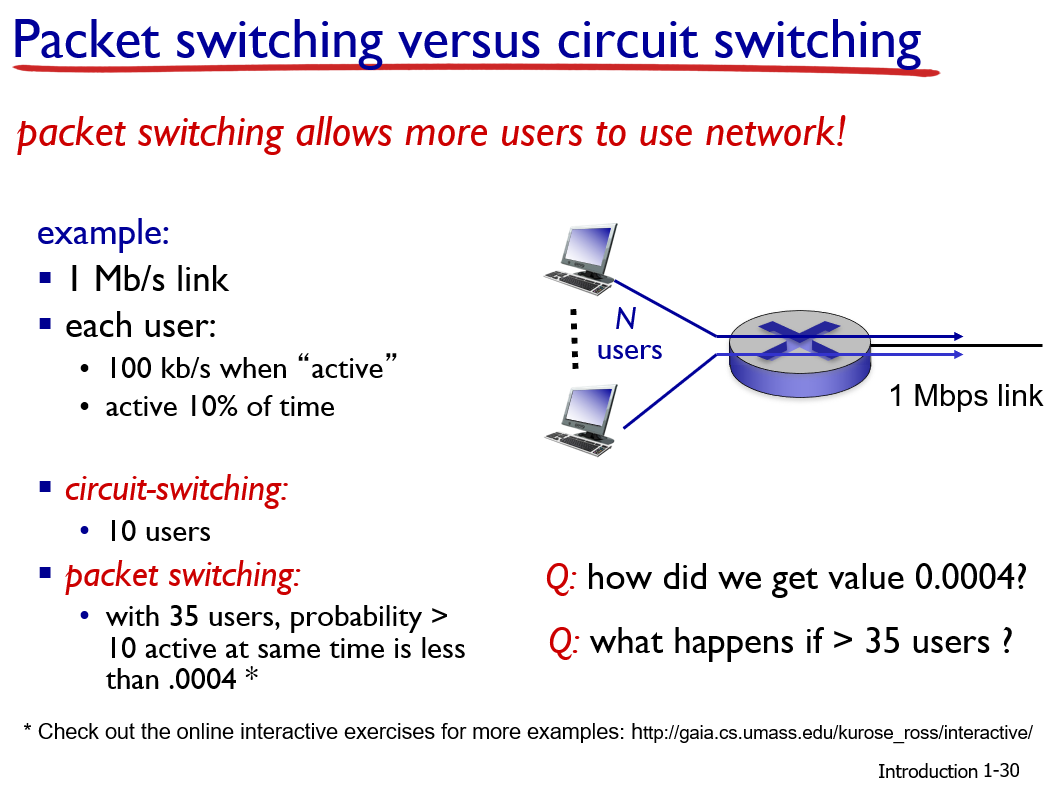 Packet switching versus circuit switching
packet switching allows more users to use network!
example:
▪ 1 Mb/s link
▪ each user:
• 100 kb/s when “active”
• active 10% of time
▪ circuit-switching:
• 10 users
▪ packet switching:
• with 35 users, probability >
10 active at same time is less
than .0004 *
N
users
1 Mbps link
Q: how did we get value 0.0004?
Q: what happens if > 35 users ?
* Check out the online interactive exercises for more examples: http://gaia.cs.umass.edu/kurose_ross/interactive/
Introduction 1-30